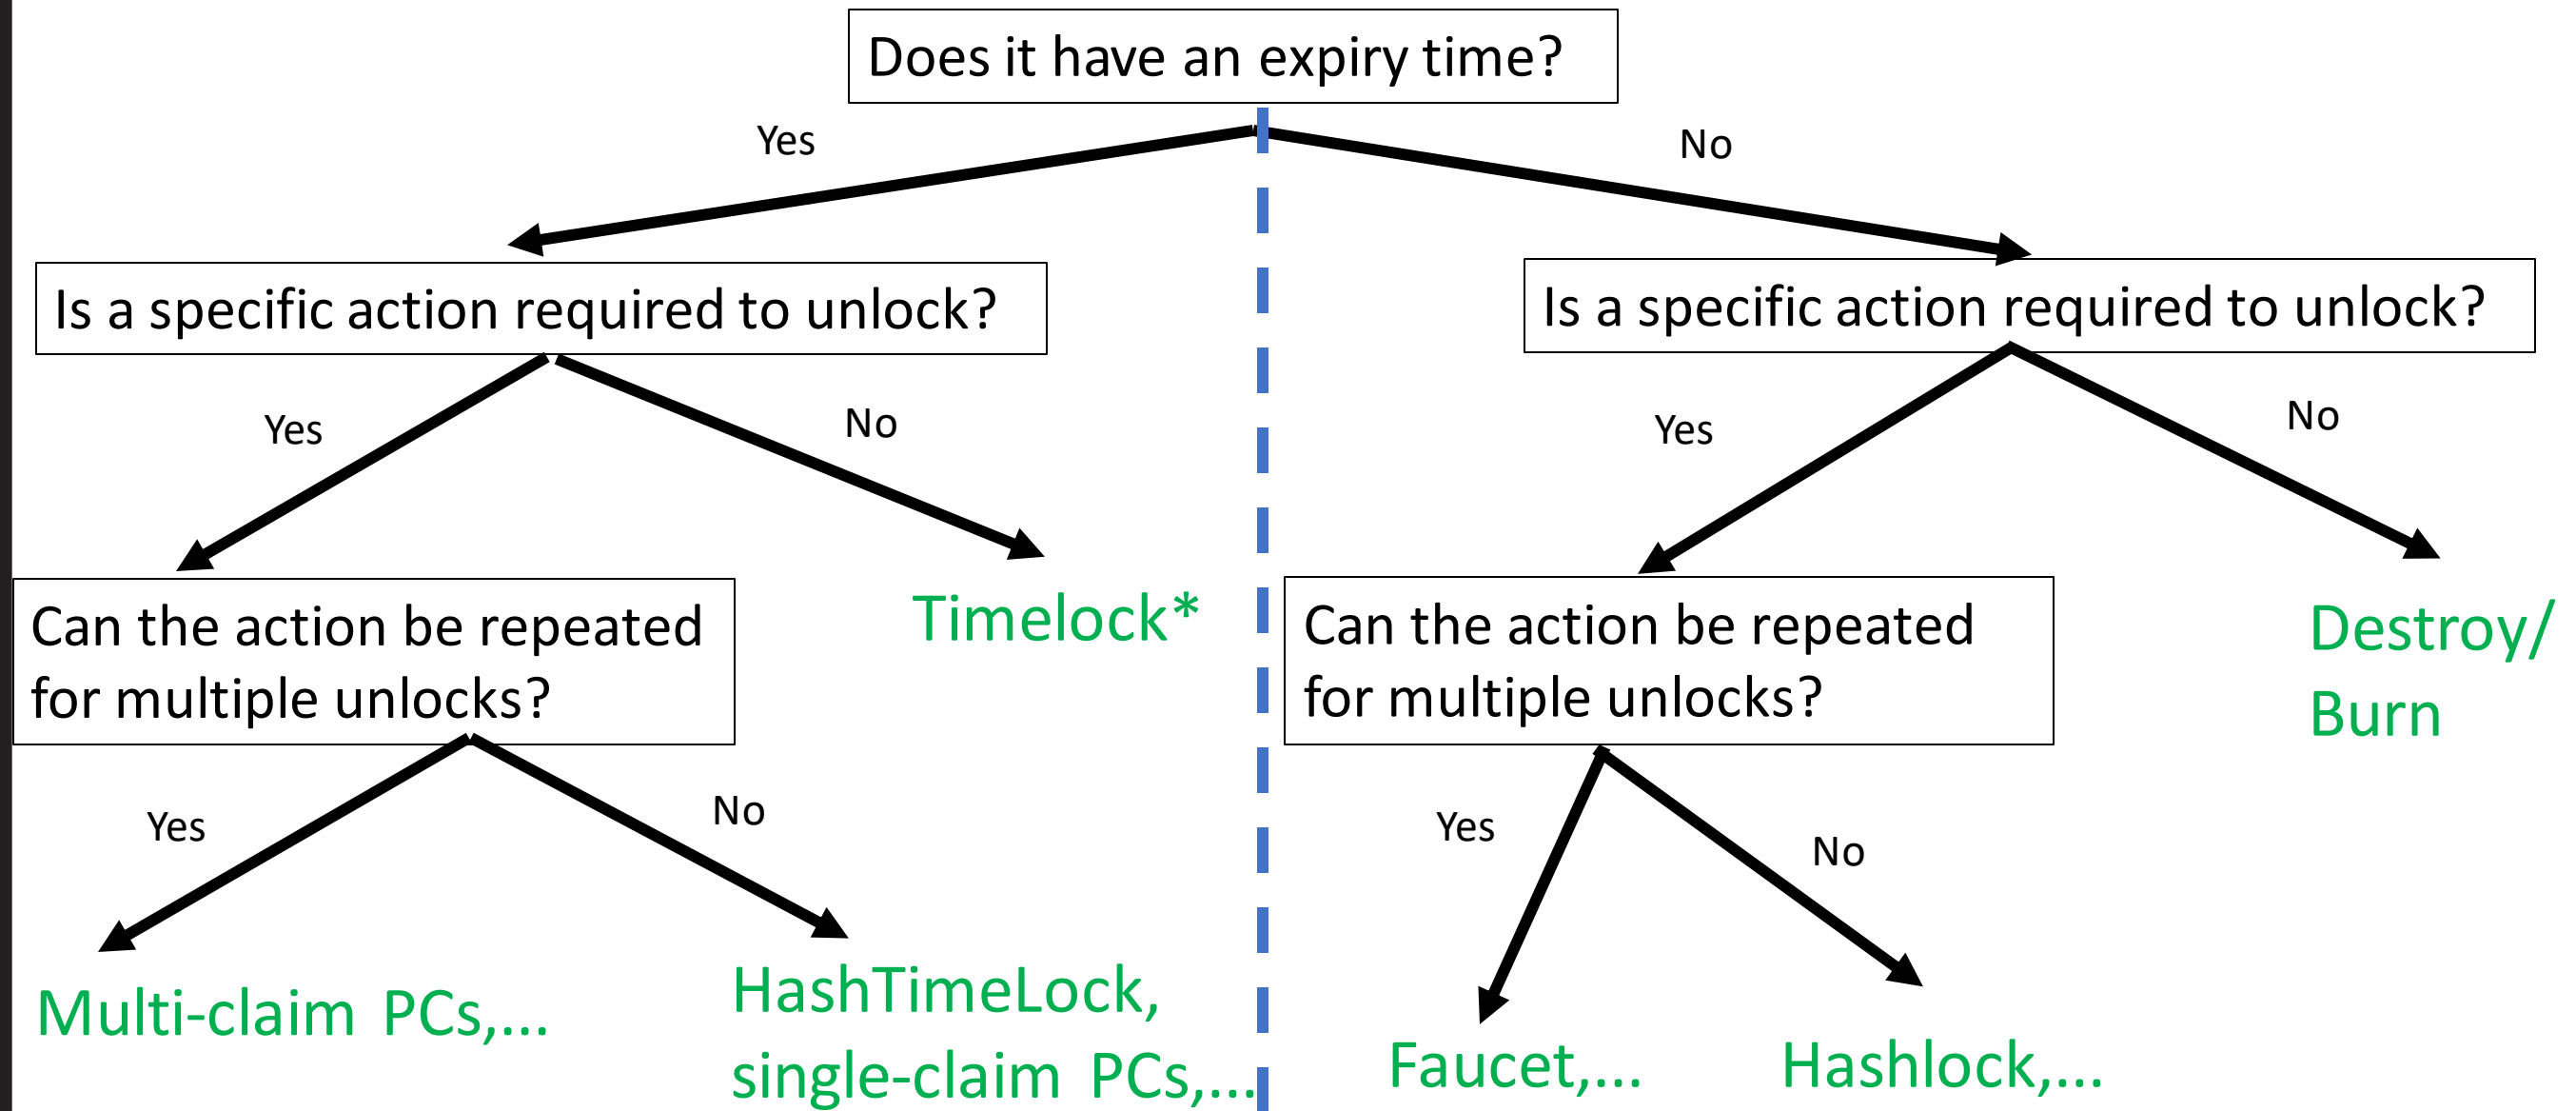 Does it have an expiry time?
Yes
No
Is a specific action required to unlock?
Is a specific action required to unlock?
Yes
No
Yes
No
Can the action be repeated
for multiple unlocks?
Timelock*
Can the action be repeated
for multiple unlocks?
Destroy/
Burn
Yes
No
Yes
No
Multi-claim PCs,...
HashTimeLock,
single-claim PCs,...
Faucet,...
Hashlock,...